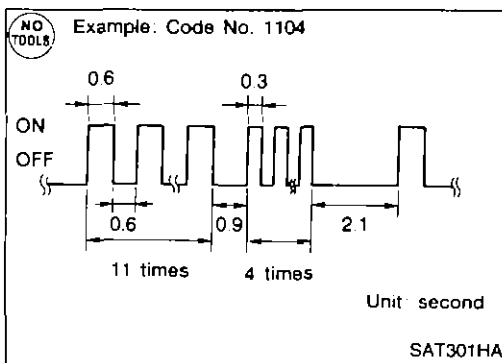 NO TOOLS
Example: Code No. 1104
0.6
0.3
ON
OFF
0.6
0.9
2.1
11 times
4 times
Unit: second
SAT301HA